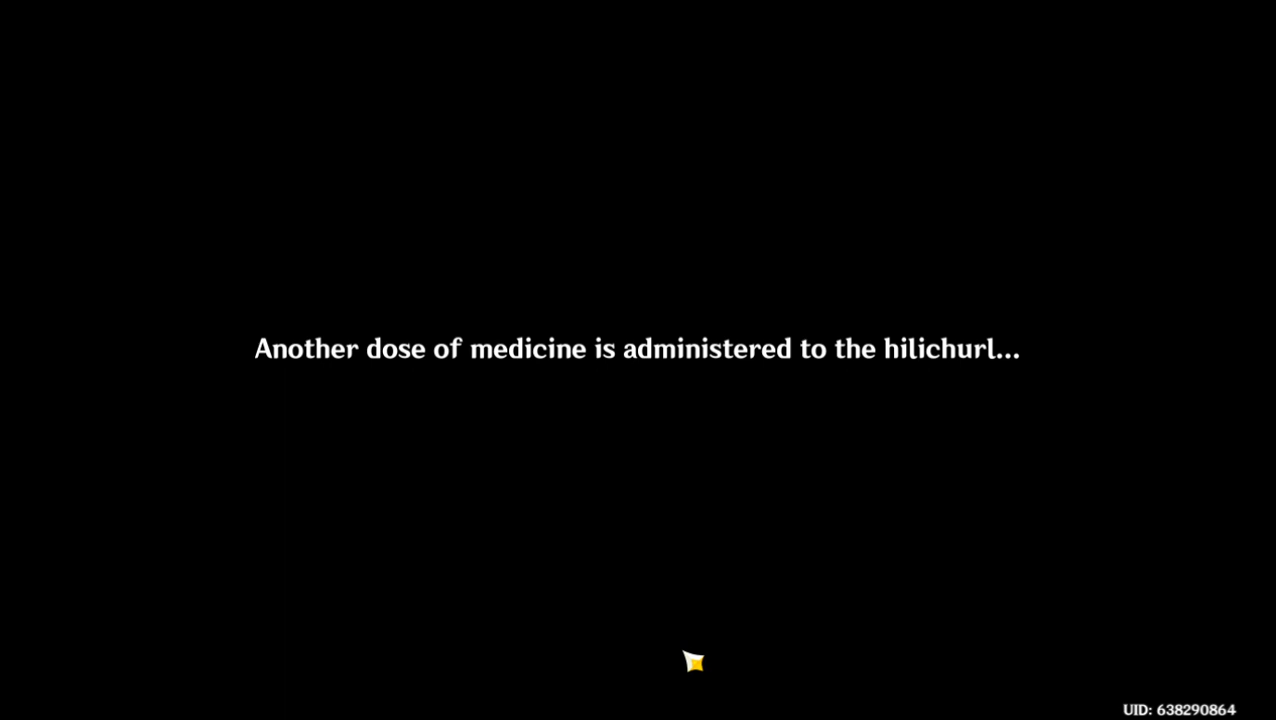 Another dose of medicine is administered to the hilichurl...
UID: 638290864